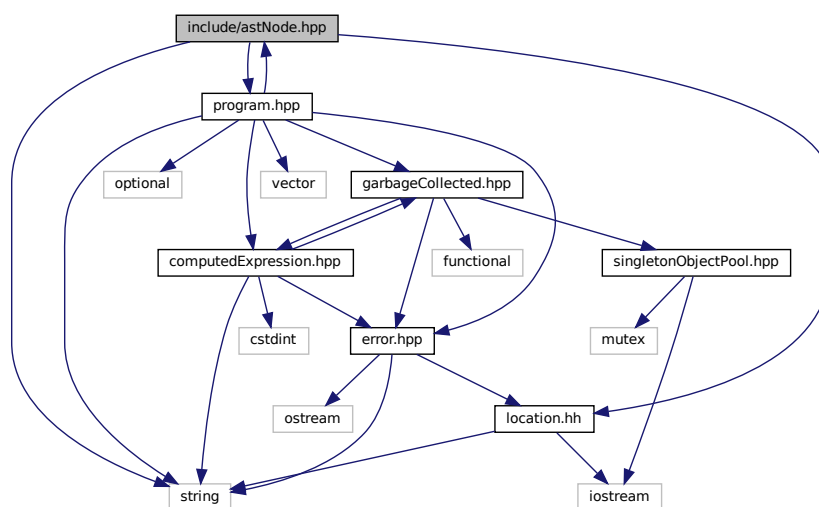 include/astNode.hpp
program.hpp
optional
vector
garbageCollected.hpp
computedExpression.hpp
functional
singletonObjectPool.hpp
cstdint
error.hpp
mutex
ostream
location.hh
string
iostream